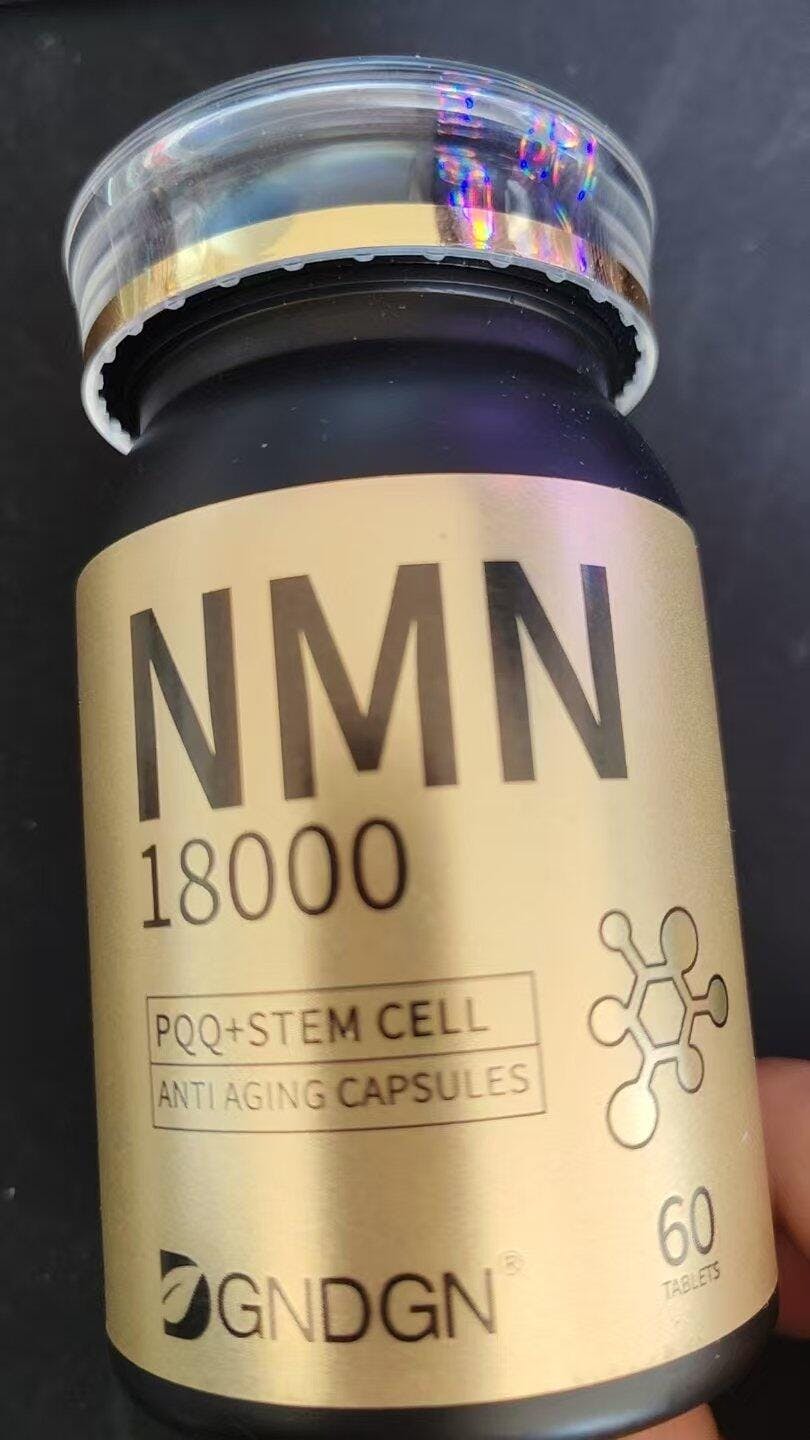 NMN
18000
PQQ+STEM CELL
ANTI AGING CAPSULES
60
TABLETS
GNDGN®